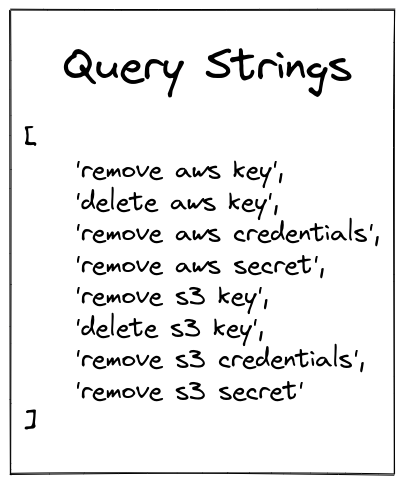 Query Strings
[
'remove aws key',
'delete aws key',
'remove aws credentials',
'remove aws secret',
'remove s3 key',
'delete s3 key',
'remove s3 credentials',
'remove s3 secret'
]